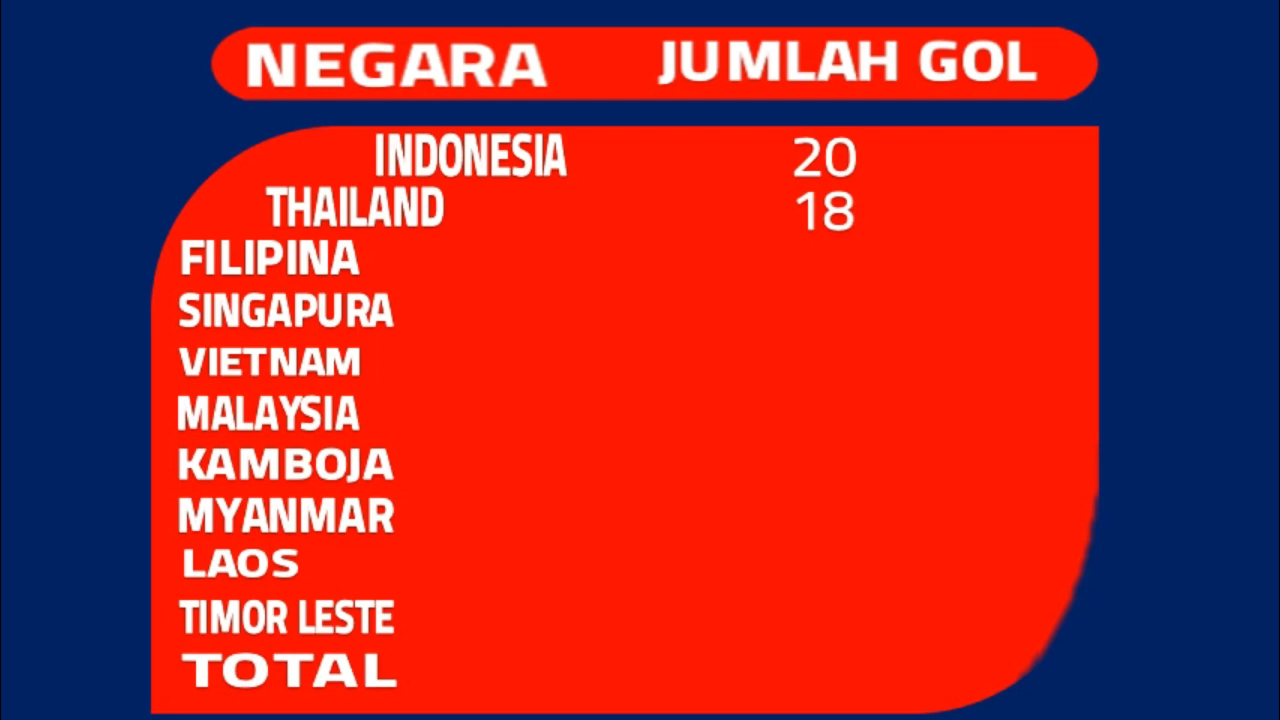 NEGARA JUMLAH GOL
INDONESIA 20
THAILAND 18
FILIPINA
SINGAPURA
VIETNAM
MALAYSIA
KAMBOJA
MYANMAR
LAOS
TIMOR LESTE
TOTAL